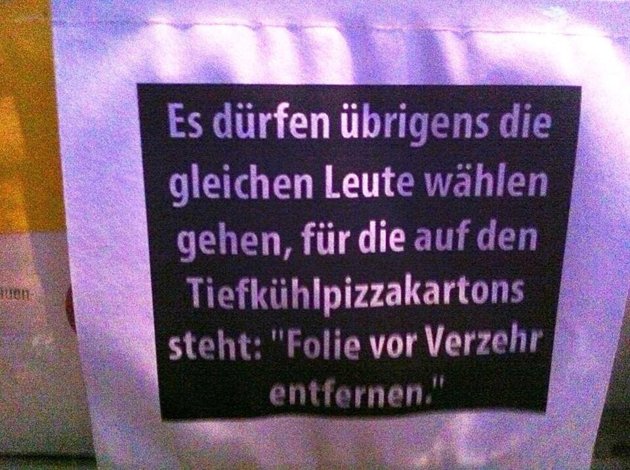 Es dürfen übrigens die
gleichen Leute wählen
gehen, für die auf den
Tiefkühlpizzakartons
steht: "Folie vor Verzehr
entfernen."